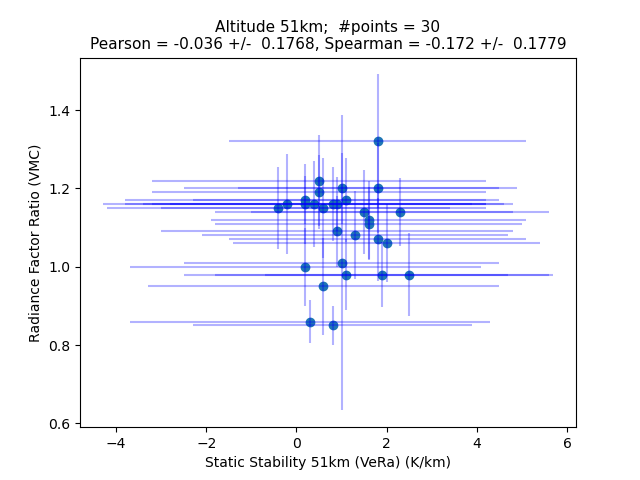 Altitude 51km;  #points = 30
Pearson = -0.036 +/-  0.1768, Spearman = -0.172 +/-  0.1779
Radiance Factor Ratio (VMC)
1.4
1.2
1.0
0.8
0.6
−4
−2
0
2
4
6
Static Stability 51km (VeRa) (K/km)